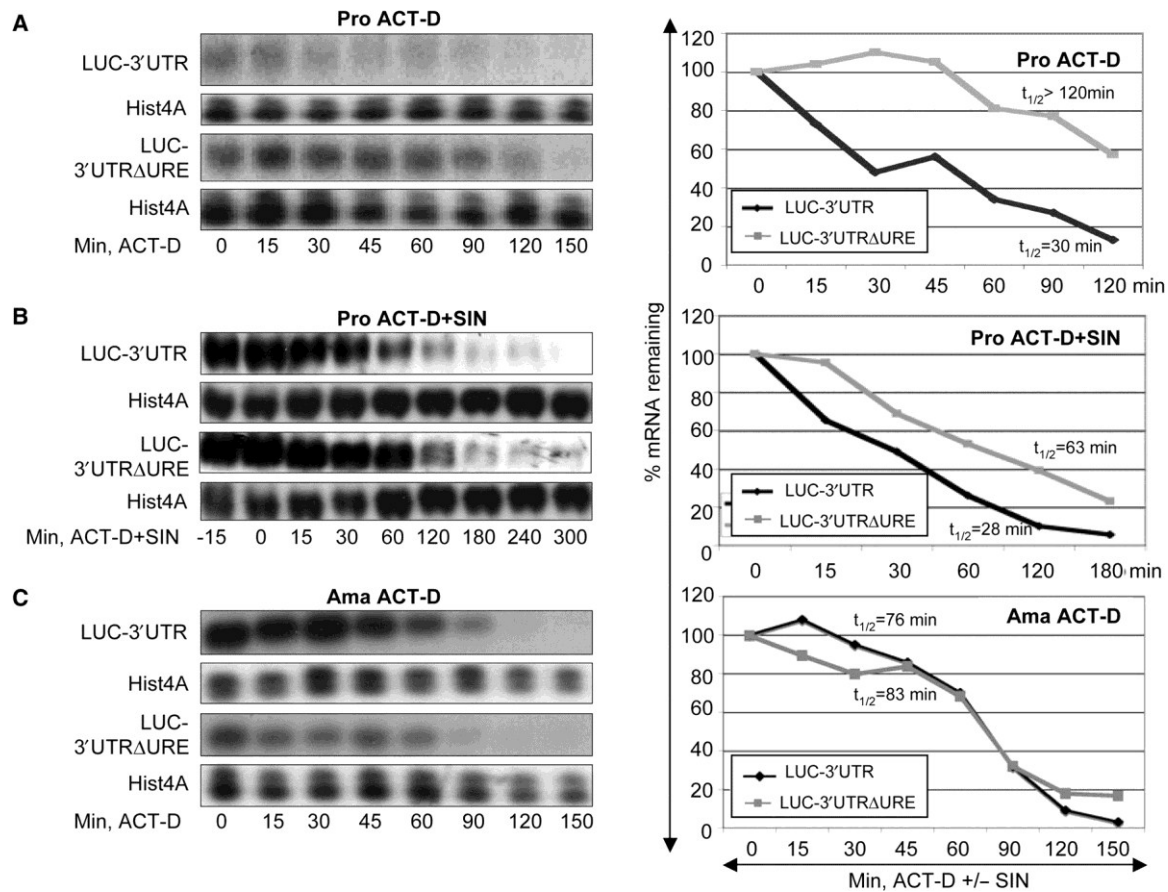 A
Pro ACT-D
LUC-3′UTR
Hist4A
LUC-
3′UTRΔURE
Hist4A
Min, ACT-D 0 15 30 45 60 90 120 150
B
Pro ACT-D+SIN
LUC-3′UTR
Hist4A
LUC-
3′UTRΔURE
Hist4A
Min, ACT-D+SIN -15 0 15 30 60 120 180 240 300
C
Ama ACT-D
LUC-3′UTR
Hist4A
LUC-
3′UTRΔURE
Hist4A
Min, ACT-D 0 15 30 45 60 90 120 150
% mRNA remaining
120
100
80
60
40
20
0
Pro ACT-D
t1/2> 120min
LUC-3′UTR
LUC-3′UTRΔURE
t1/2=30 min
0 15 30 45 60 90 120 min
120
100
80
60
40
20
0
Pro ACT-D+SIN
t1/2=63 min
LUC-3′UTR
LUC-3′UTRΔURE
t1/2=28 min
0 15 30 60 120 180 min
120
100
80
60
40
20
0
Ama ACT-D
t1/2=76 min
t1/2=83 min
LUC-3′UTR
LUC-3′UTRΔURE
0 15 30 45 60 90 120 150
Min, ACT-D +/– SIN